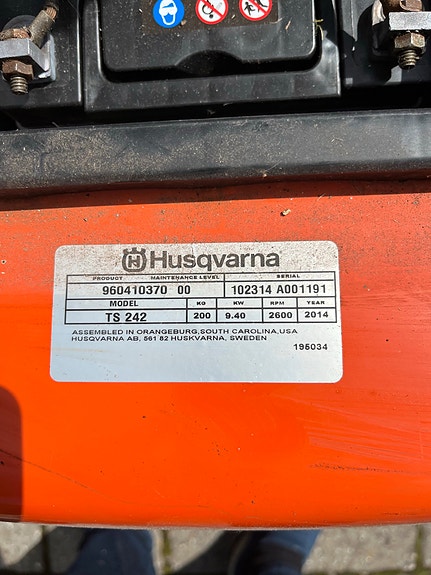 Husqvarna
PRODUCT MAINTENANCE LEVEL SERIAL
960410370 00 102314 A001191
MODEL KG KW RPM YEAR
TS 242 200 9.40 2600 2014
ASSEMBLED IN ORANGEBURG,SOUTH CAROLINA,USA
HUSQVARNA AB, 561 82 HUSKVARNA, SWEDEN
195034